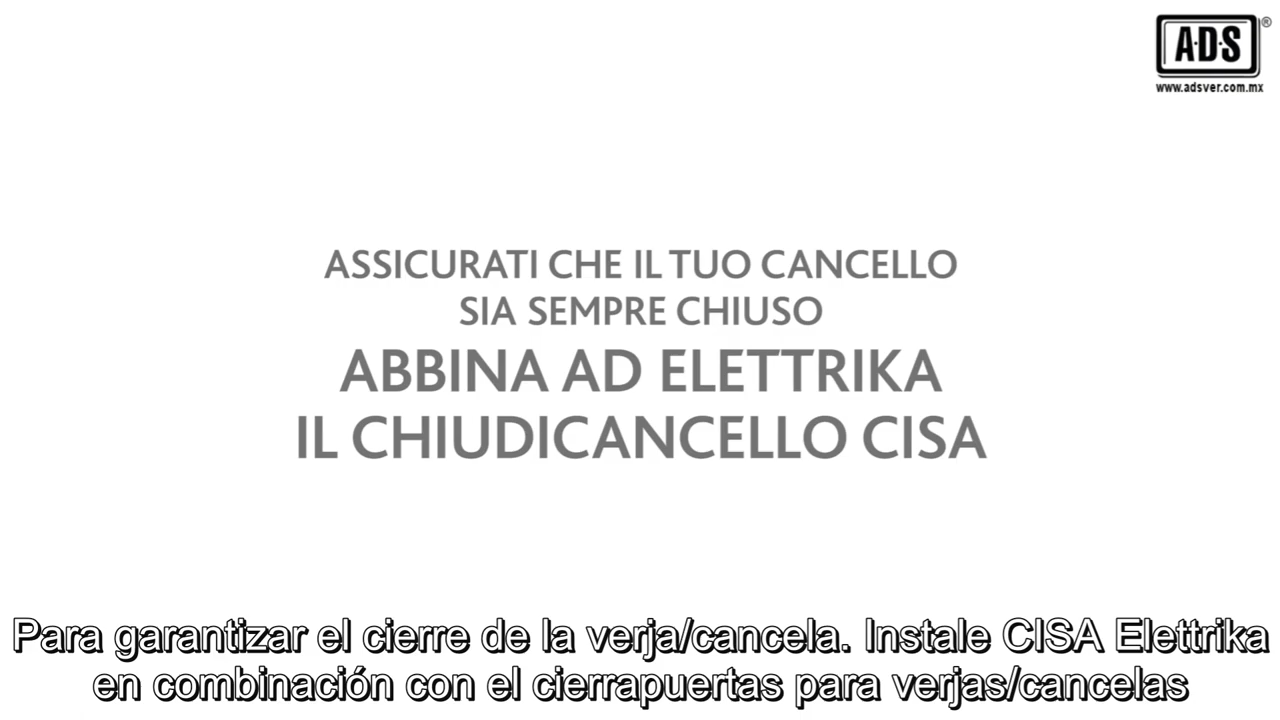 A·D·S®
www.adsver.com.mx
ASSICURATI CHE IL TUO CANCELLO
SIA SEMPRE CHIUSO
ABBINA AD ELETTRIKA
IL CHIUDICANCELLO CISA
Para garantizar el cierre de la verja/cancela. Instale CISA Elettrika
en combinación con el cierrapuertas para verjas/cancelas